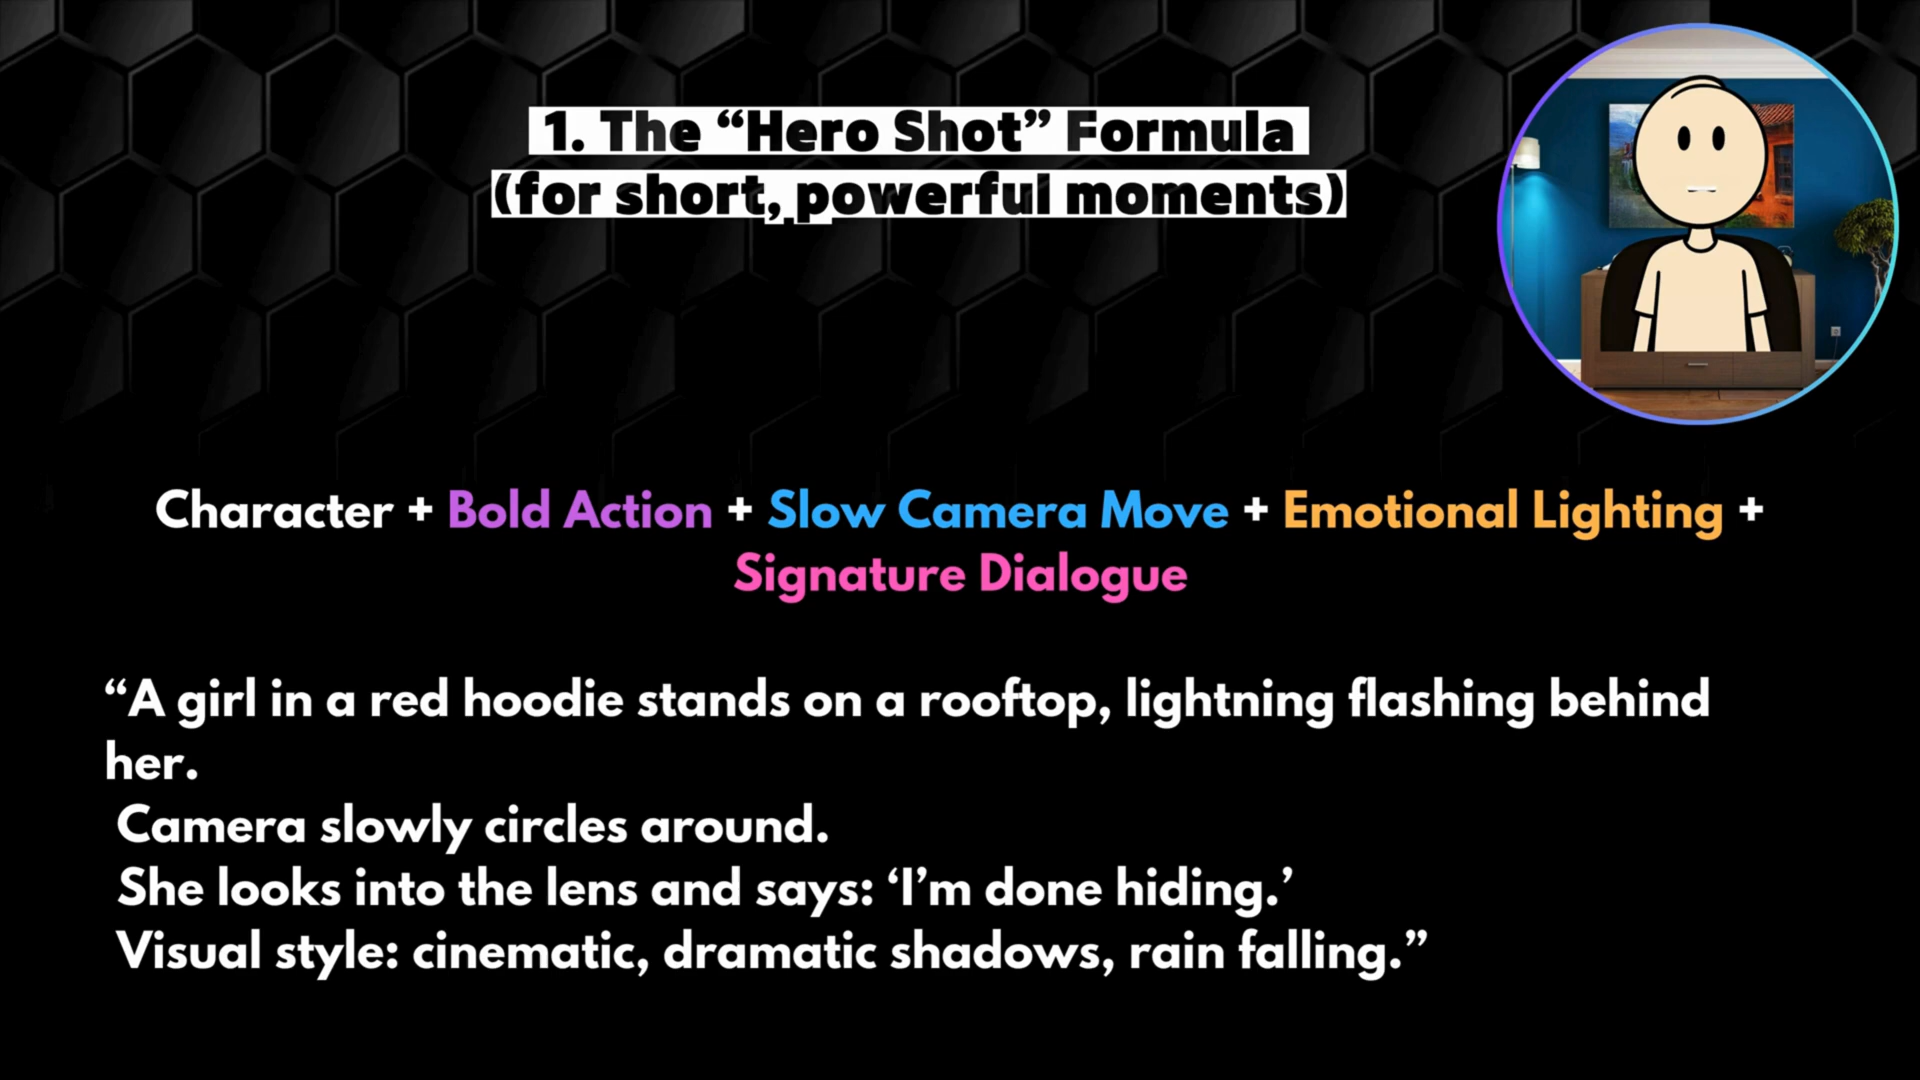 1. The “Hero Shot” Formula
(for short, powerful moments)
Character + Bold Action + Slow Camera Move + Emotional Lighting +
Signature Dialogue
“A girl in a red hoodie stands on a rooftop, lightning flashing behind
her.
Camera slowly circles around.
She looks into the lens and says: ‘I’m done hiding.’
Visual style: cinematic, dramatic shadows, rain falling.”